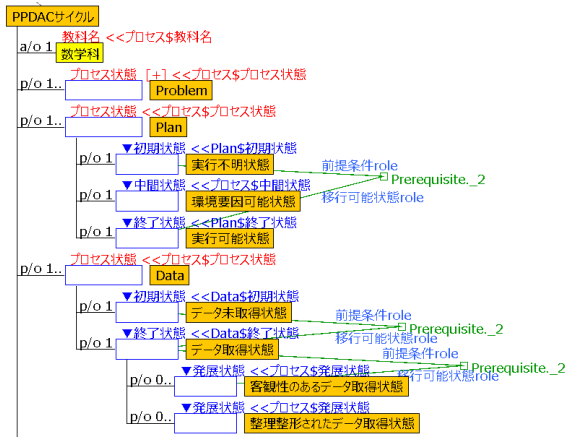 PPDACサイクル
教科名 <<プロセス$教科名
a/o 1 数学科
プロセス状態 [+] <<プロセス$プロセス状態
p/o 1.. Problem
プロセス状態 <<プロセス$プロセス状態
p/o 1.. Plan
▼初期状態 <<Plan$初期状態
p/o 1 実行不明状態
前提条件role
Prerequisite._2
▼中間状態 <<プロセス$中間状態
p/o 1 環境要因可能状態
移行可能状態role
▼終了状態 <<Plan$終了状態
p/o 1 実行可能状態
プロセス状態 <<プロセス$プロセス状態
p/o 1.. Data
▼初期状態 <<Data$初期状態
p/o 1 データ未取得状態
前提条件role
Prerequisite._2
▼終了状態 <<Data$終了状態
移行可能状態role
p/o 1 データ取得状態
前提条件role
Prerequisite._2
▼発展状態 <<プロセス$発展状態
移行可能状態role
p/o 0.. 客観性のあるデータ取得状態
▼発展状態 <<プロセス$発展状態
p/o 0.. 整理整形されたデータ取得状態